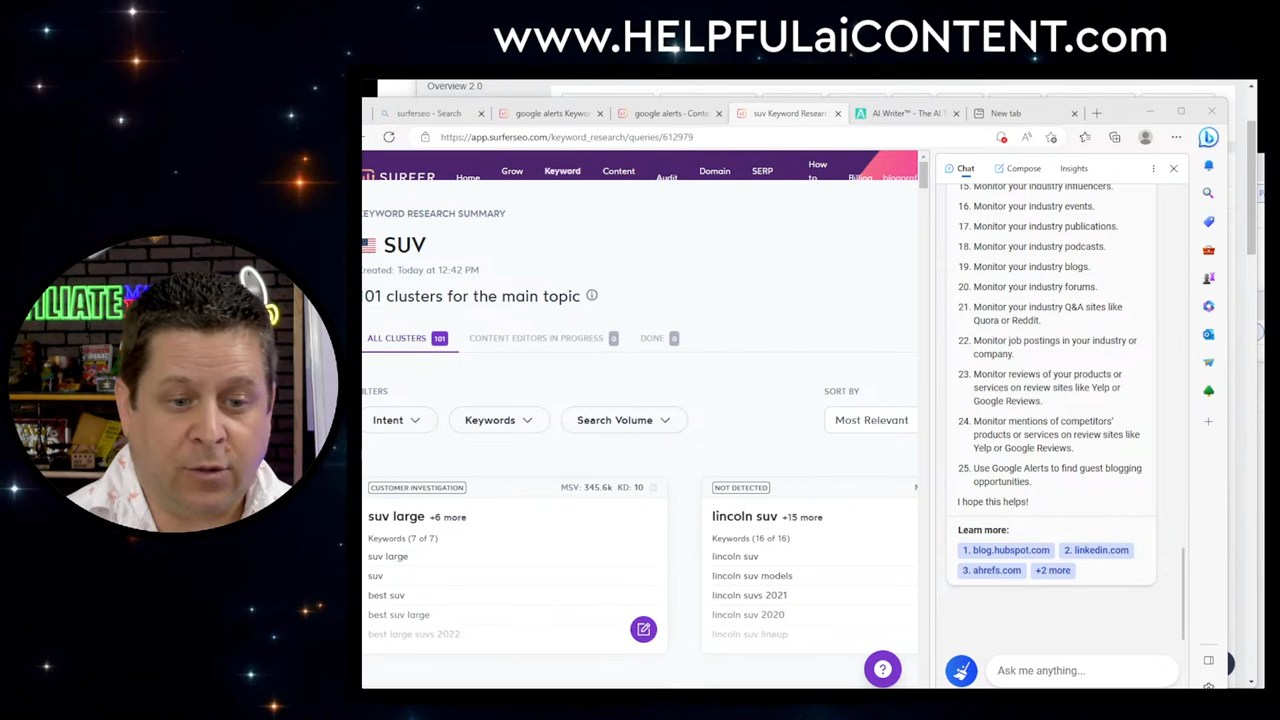 www.HELPFULaiCONTENT.com
Overview 2.0
surferseo - Search
google alerts Keywo
google alerts - Conte
suv Keyword Researc
AI Writer™ - The AI T
New tab
https://app.surferseo.com/keyword_research/queries/612979
SURFER
Home
Grow
Keyword
Content
Audit
Domain
SERP
How to
Billing
blogprof
KEYWORD RESEARCH SUMMARY
SUV
Created: Today at 12:42 PM
101 clusters for the main topic
ALL CLUSTERS 101
CONTENT EDITORS IN PROGRESS 0
DONE 0
FILTERS
SORT BY
Intent
Keywords
Search Volume
Most Relevant
CUSTOMER INVESTIGATION
MSV: 345.6k KD: 10
suv large +6 more
Keywords (7 of 7)
suv large
suv
best suv
best suv large
best large suvs 2022
NOT DETECTED
M
lincoln suv +15 more
Keywords (16 of 16)
lincoln suv
lincoln suv models
lincoln suvs 2021
lincoln suv 2020
lincoln suv lineup
?
Chat
Compose
Insights
15. Monitor your industry influencers.
16. Monitor your industry events.
17. Monitor your industry publications.
18. Monitor your industry podcasts.
19. Monitor your industry blogs.
20. Monitor your industry forums.
21. Monitor your industry Q&A sites like
Quora or Reddit.
22. Monitor job postings in your industry or
company.
23. Monitor reviews of your products or
services on review sites like Yelp or
Google Reviews.
24. Monitor mentions of competitors'
products or services on review sites like
Yelp or Google Reviews.
25. Use Google Alerts to find guest blogging
opportunities.
I hope this helps!
Learn more:
1. blog.hubspot.com
2. linkedin.com
3. ahrefs.com
+2 more
Ask me anything...
ILIATE